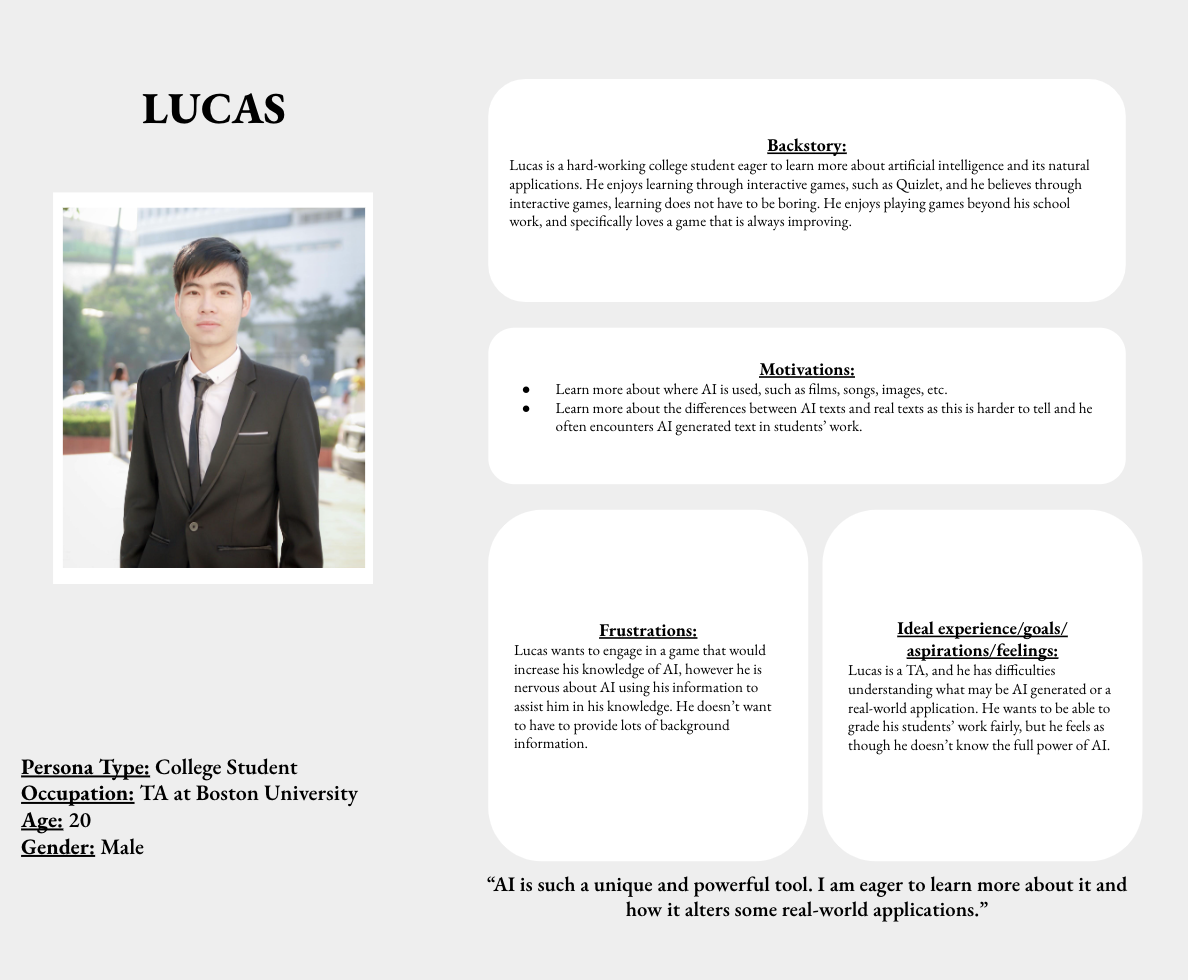 LUCAS
Backstory:
Lucas is a hard-working college student eager to learn more about artificial intelligence and its natural
applications. He enjoys learning through interactive games, such as Quizlet, and he believes through
interactive games, learning does not have to be boring. He enjoys playing games beyond his school
work, and specifically loves a game that is always improving.
Motivations:
● Learn more about where AI is used, such as films, songs, images, etc.
● Learn more about the differences between AI texts and real texts as this is harder to tell and he
often encounters AI generated text in students’ work.
Frustrations:
Lucas wants to engage in a game that would
increase his knowledge of AI, however he is
nervous about AI using his information to
assist him in his knowledge. He doesn’t want
to have to provide lots of background
information.
Ideal experience/goals/
aspirations/feelings:
Lucas is a TA, and he has difficulties
understanding what may be AI generated or a
real-world application. He wants to be able to
grade his students’ work fairly, but he feels as
though he doesn’t know the full power of AI.
Persona Type: College Student
Occupation: TA at Boston University
Age: 20
Gender: Male
“AI is such a unique and powerful tool. I am eager to learn more about it and
how it alters some real-world applications.”